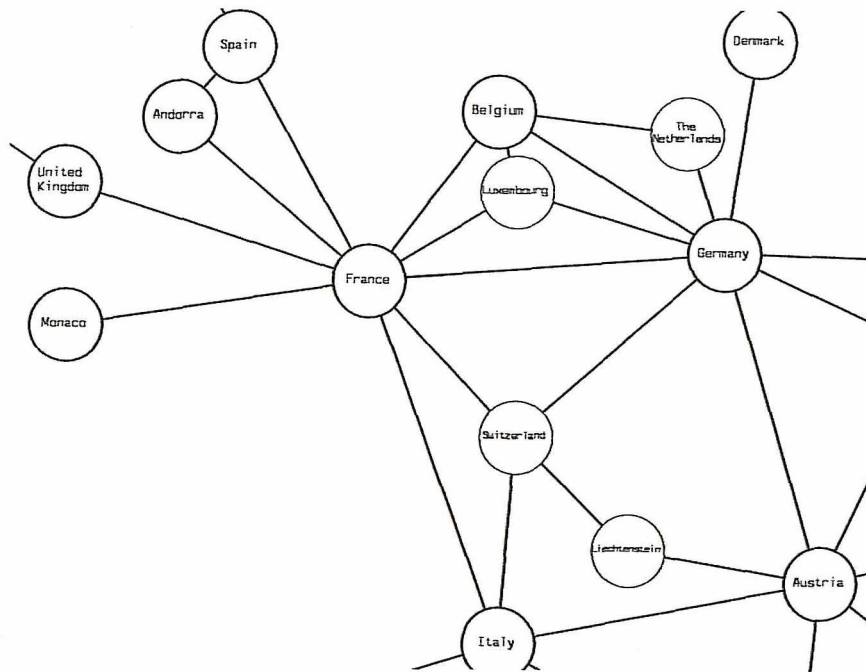 Spain
Denmark
Andorra
Belgium
The
Netherlands
United
Kingdom
Luxembourg
Germany
France
Monaco
Switzerland
Liechtenstein
Austria
Italy